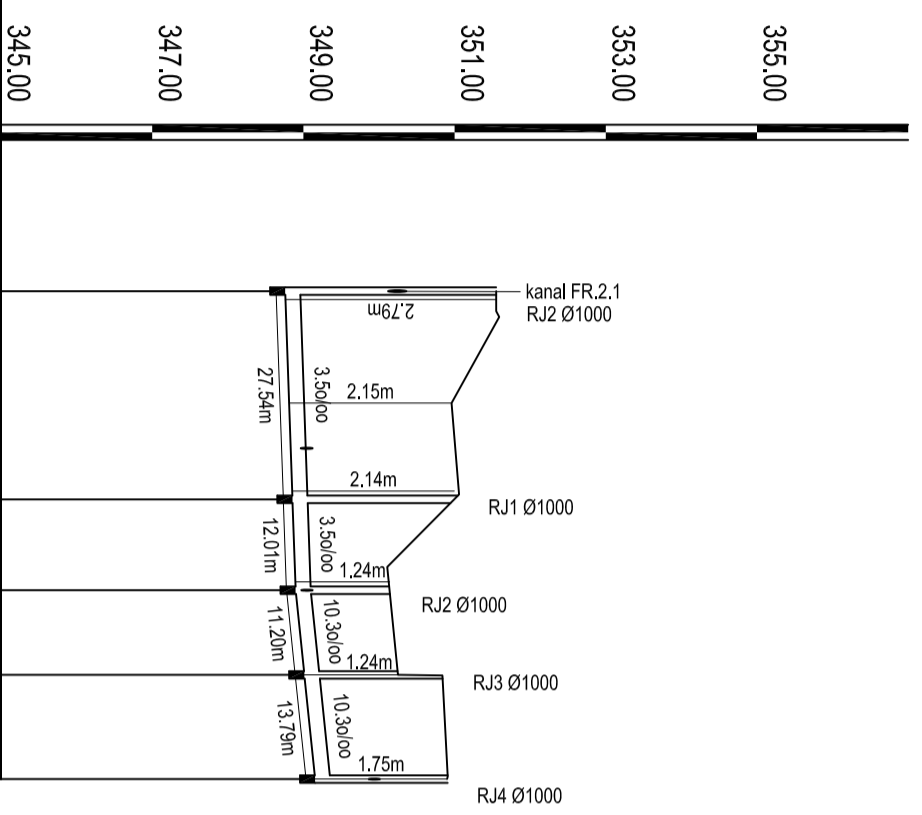 345.00
347.00
349.00
351.00
353.00
355.00
kanal FR.2.1
RJ2 Ø1000
2.79m
27.54m
3.5o/oo
2.15m
2.14m
RJ1 Ø1000
12.01m
3.5o/oo
1.24m
RJ2 Ø1000
11.20m
10.3o/oo
1.24m
RJ3 Ø1000
13.79m
10.3o/oo
1.75m
RJ4 Ø1000